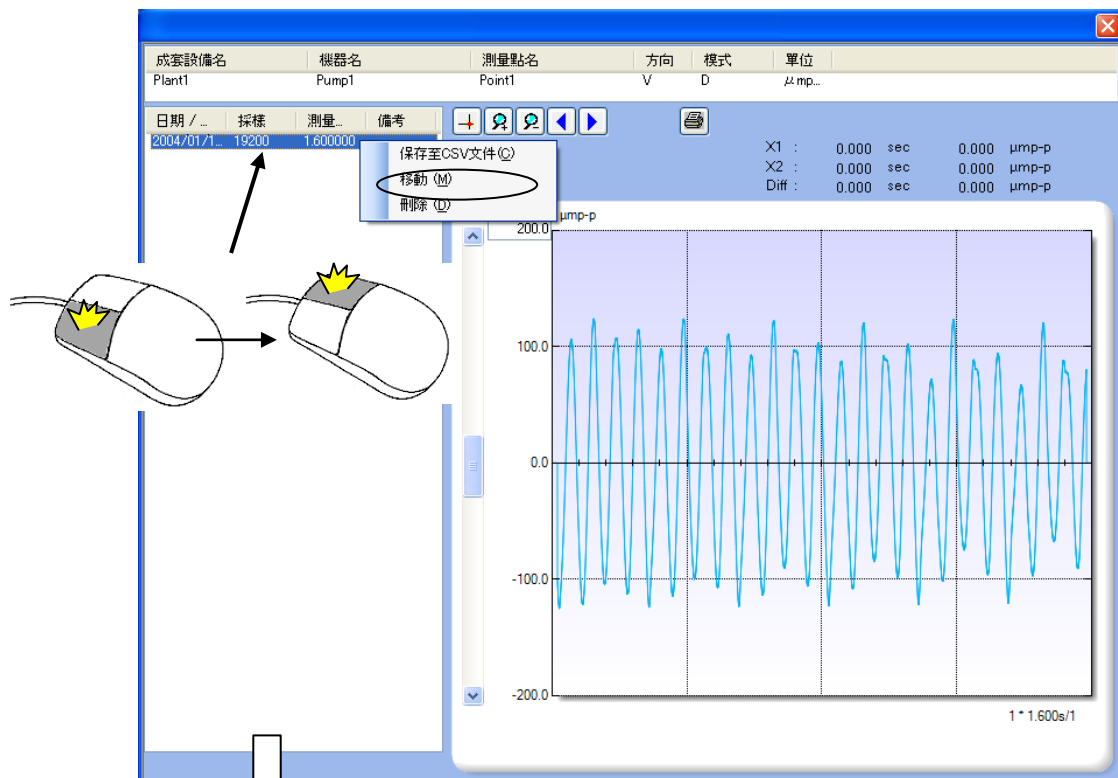 成套設備名 機器名 測量點名 方向 模式 單位
Plant1 Pump1 Point1 V D μmp...
日期 / ... 採樣 測量... 備考
2004/01/1... 19200 1.600000
保存至CSV文件(C)
移動 (M)
刪除 (D)
X1 : 0.000 sec 0.000 μmp-p
X2 : 0.000 sec 0.000 μmp-p
Diff : 0.000 sec 0.000 μmp-p
μmp-p
200.0
100.0
0.0
-100.0
-200.0
1 * 1.600s/1